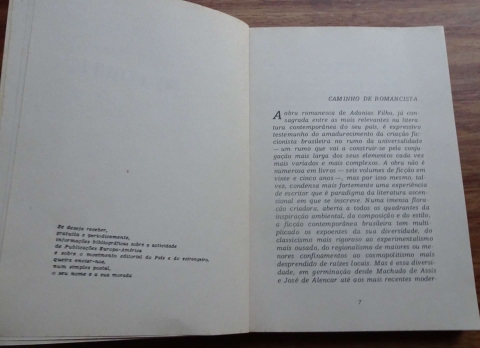 Se deseia receber,
gratuita e periodicamente,
informações bibliográficas sobre a actividade
de Publicações Europa-América
e sobre o movimento editorial do País e do estrangeiro,
queira enviar-nos,
num simples postal,
o seu nome e a sua morada
CAMINHO DE ROMANCISTA
A obra romanesca de Adonias Filho, já con-
sagrada entre as mais relevantes na litera-
tura contemporânea do seu país, é expressivo
testemunho do amadurecimento da criação fic-
cionista brasileira no rumo da universalidade
— um rumo que vai a construir-se pela conju-
gação mais larga dos seus elementos cada vez
mais variados e mais complexos. A obra não é
numerosa em livros — seis volumes de ficção em
vinte e cinco anos —, mas por isso mesmo, tal-
vez, condensa mais fortemente uma experiência
de escritor que é paradigma da literatura ascen-
sional em que se inscreve. Numa imensa flora-
ção criadora, aberta a todos os quadrantes da
inspiração ambiental, da composição e do estilo,
a ficção contemporânea brasileira tem mul-
tiplicado os expoentes da sua diversidade, do
classicismo mais rigoroso ao experimentalismo
mais ousado, do regionalismo de maiores ou me-
nores confinamentos ao cosmopolitismo mais
desprendido de raízes locais. Mas é essa diversi-
dade, em germinação desde Machado de Assis
e José de Alencar até aos mais recentes moder-
7